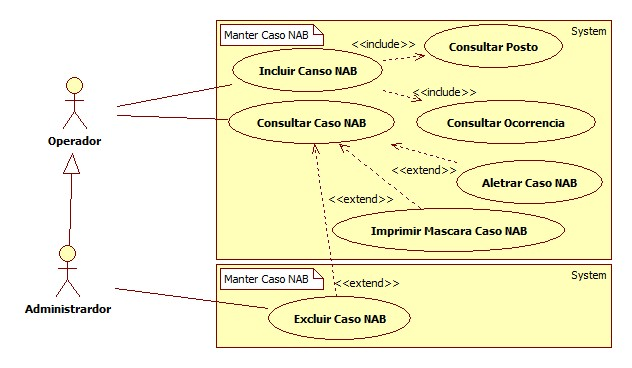 Manter Caso NAB
System
<<include>>
Consultar Posto
Incluir Canso NAB
<<include>>
Consultar Caso NAB
Consultar Ocorrencia
Operador
<<extend>>
Aletrar Caso NAB
<<extend>>
Imprimir Mascara Caso NAB
Manter Caso NAB
System
<<extend>>
Administrardor
Excluir Caso NAB